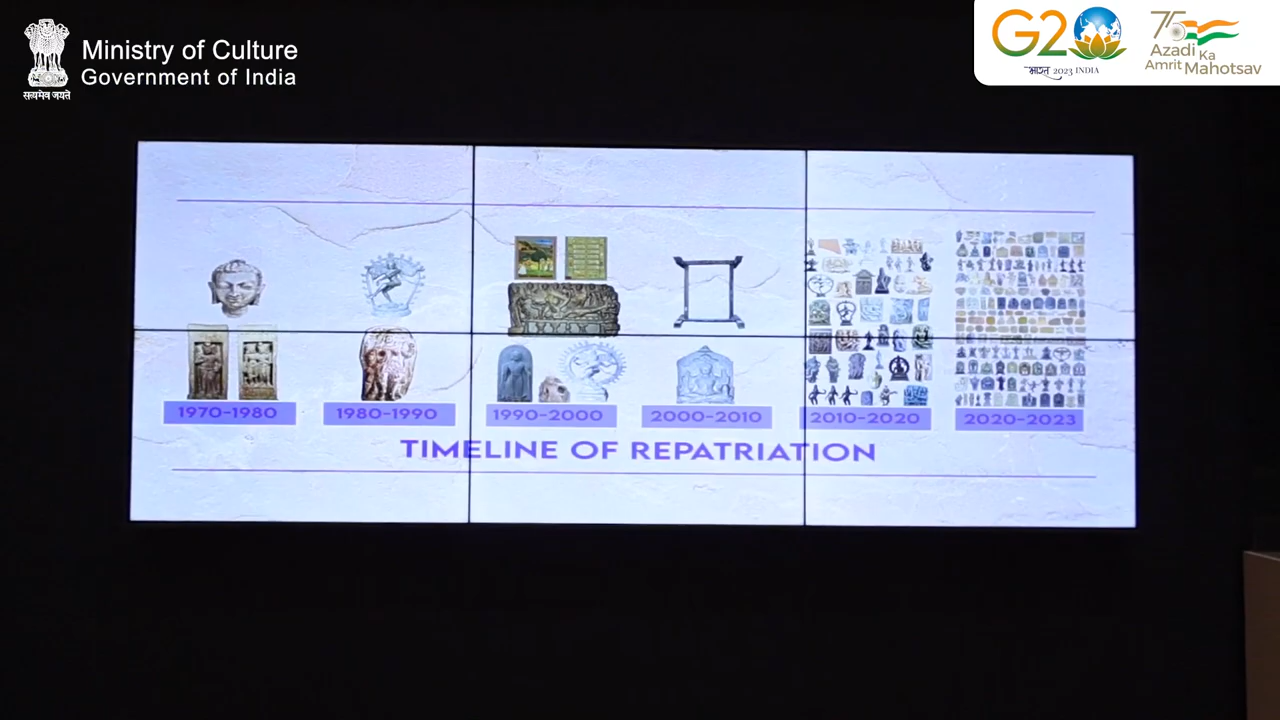 Ministry of Culture
Government of India
सत्यमेव जयते
G20
भारत 2023 INDIA
75
Azadi Ka
Amrit Mahotsav
1970-1980
1980-1990
1990-2000
2000-2010
2010-2020
2020-2023
TIMELINE OF REPATRIATION